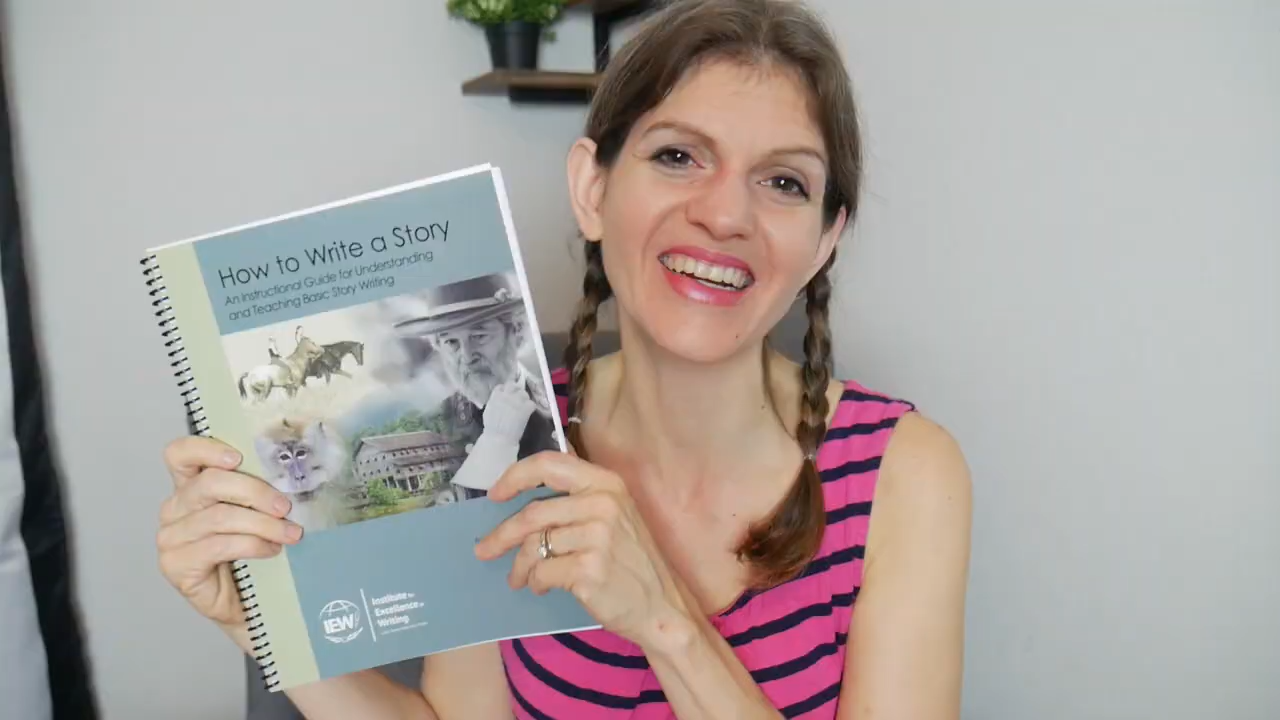 How to Write a Story
An Instructional Guide for Understanding
and Teaching Basic Story Writing
IEW
Institute for
Excellence in
Writing